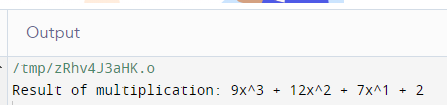 Output
/tmp/zRhv4J3aHK.o
Result of multiplication: 9x^3 + 12x^2 + 7x^1 + 2